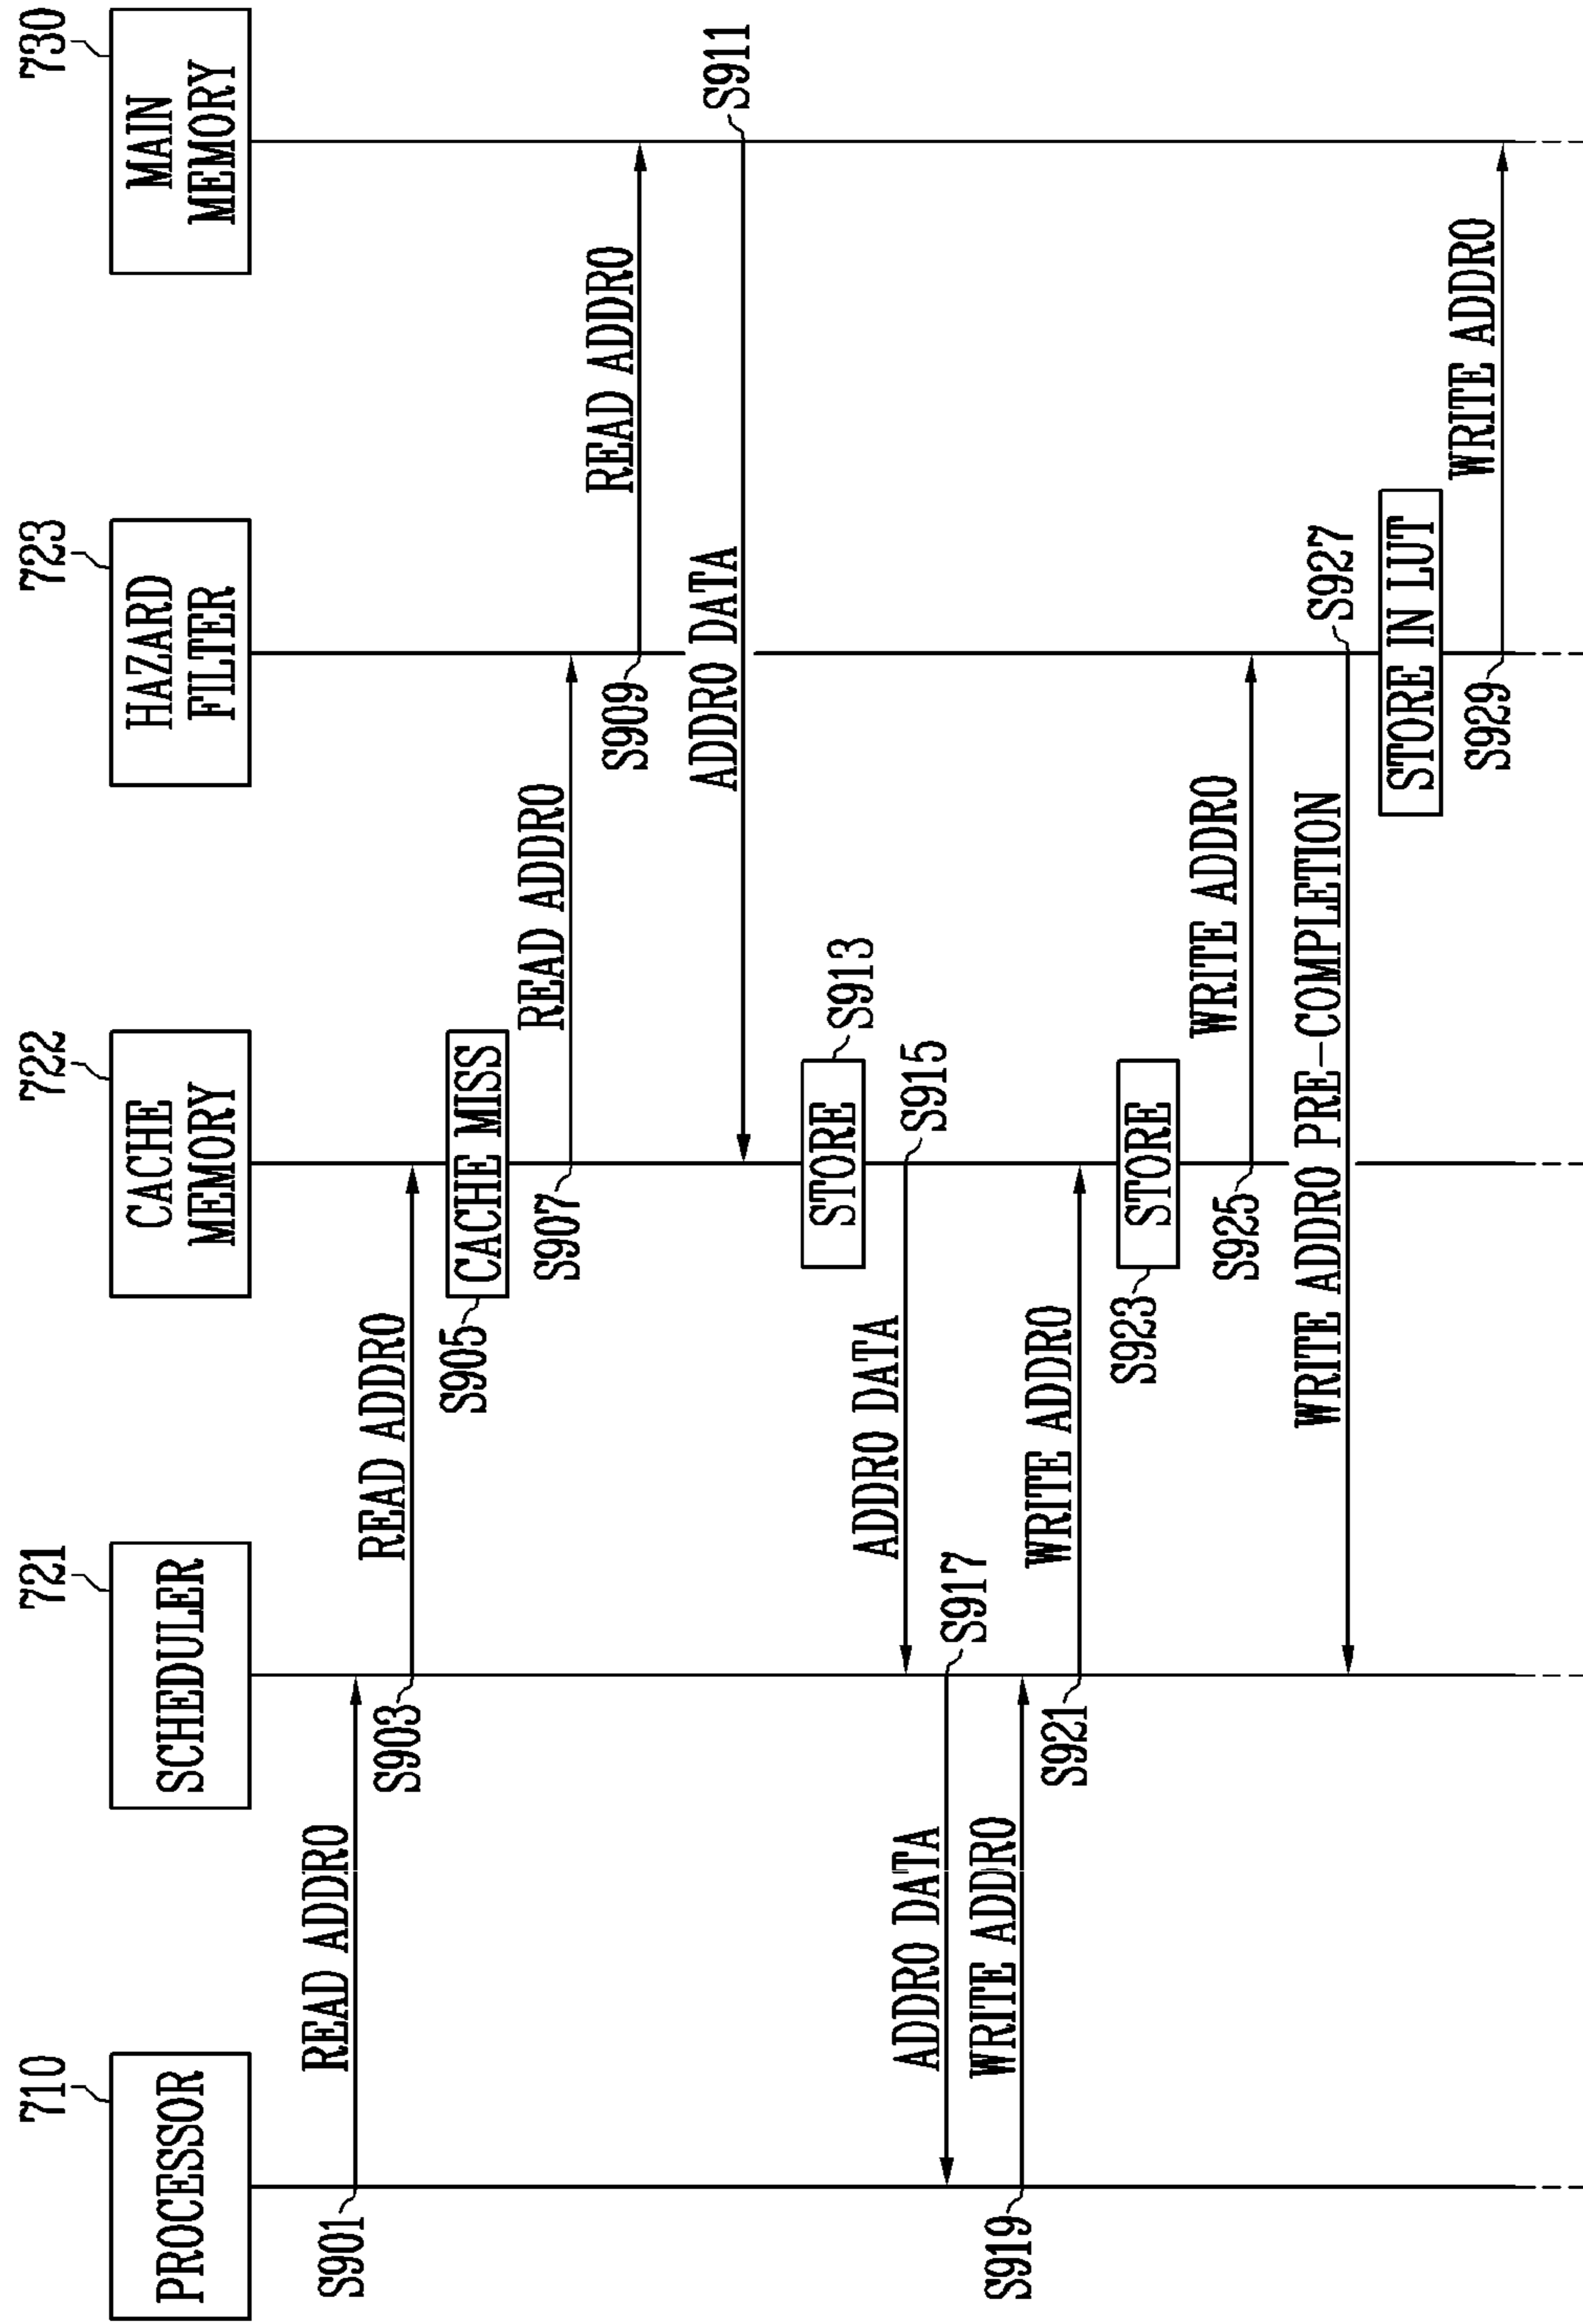 710
PROCESSOR
721
SCHEDULER
722
CACHE
MEMORY
723
HAZARD
FILTER
730
MAIN
MEMORY
S901
READ ADDR0
S903
READ ADDR0
S905
CACHE MISS
S907
READ ADDR0
S909
READ ADDR0
S911
ADDR0 DATA
STORE
S913
S915
ADDR0 DATA
S917
ADDR0 DATA
S919
WRITE ADDR0
S921
WRITE ADDR0
S923
STORE
S925
WRITE ADDR0
S927
WRITE ADDR0 PRE-COMPLETION
STORE IN LUT
S929
WRITE ADDR0